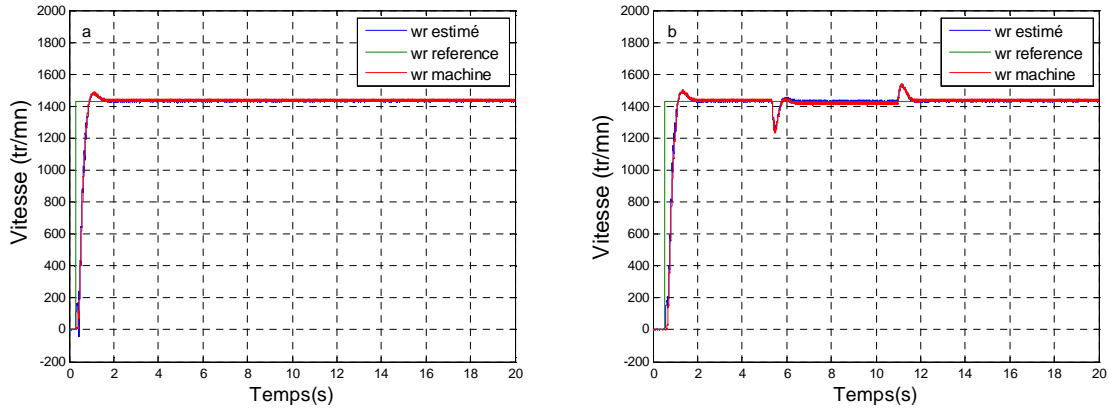 a
wr estimé
wr reference
wr machine
2000
1800
1600
1400
1200
1000
800
600
400
200
0
-200
Vitesse (tr/mn)
0 2 4 6 8 10 12 14 16 18 20
Temps(s)
b
wr estimé
wr reference
wr machine
2000
1800
1600
1400
1200
1000
800
600
400
200
0
-200
Vitesse (tr/mn)
0 2 4 6 8 10 12 14 16 18 20
Temps(s)